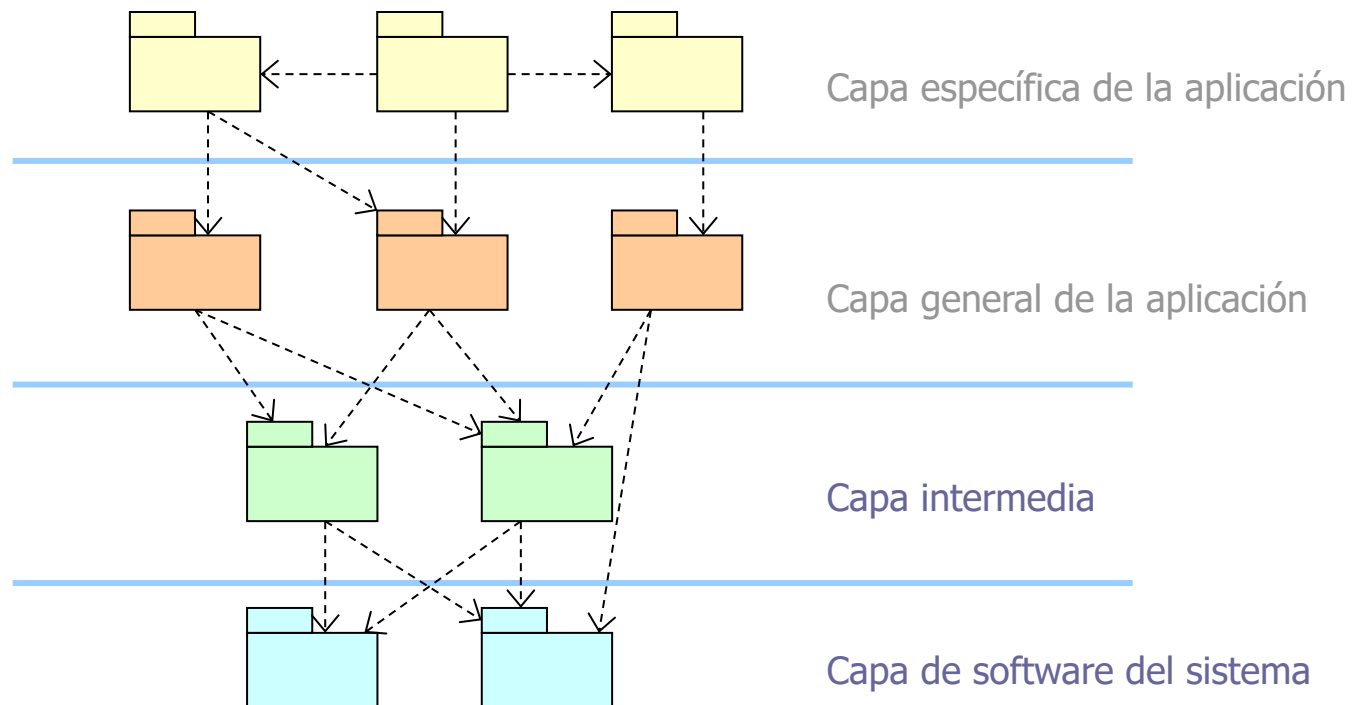 Capa específica de la aplicación
Capa general de la aplicación
Capa intermedia
Capa de software del sistema